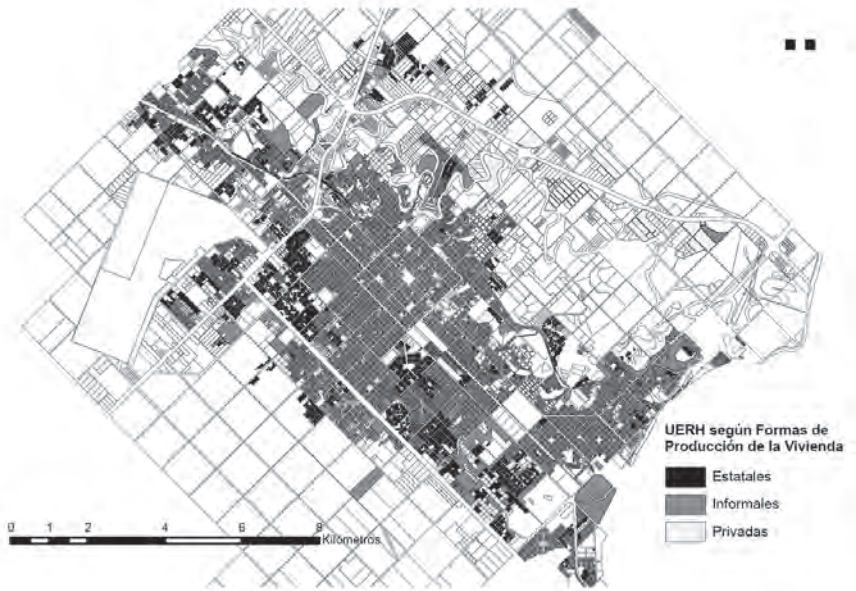 UERH según Formas de
Producción de la Vivienda
Estatales
Informales
Privadas
0 1 2 4 6 8
Kilómetros